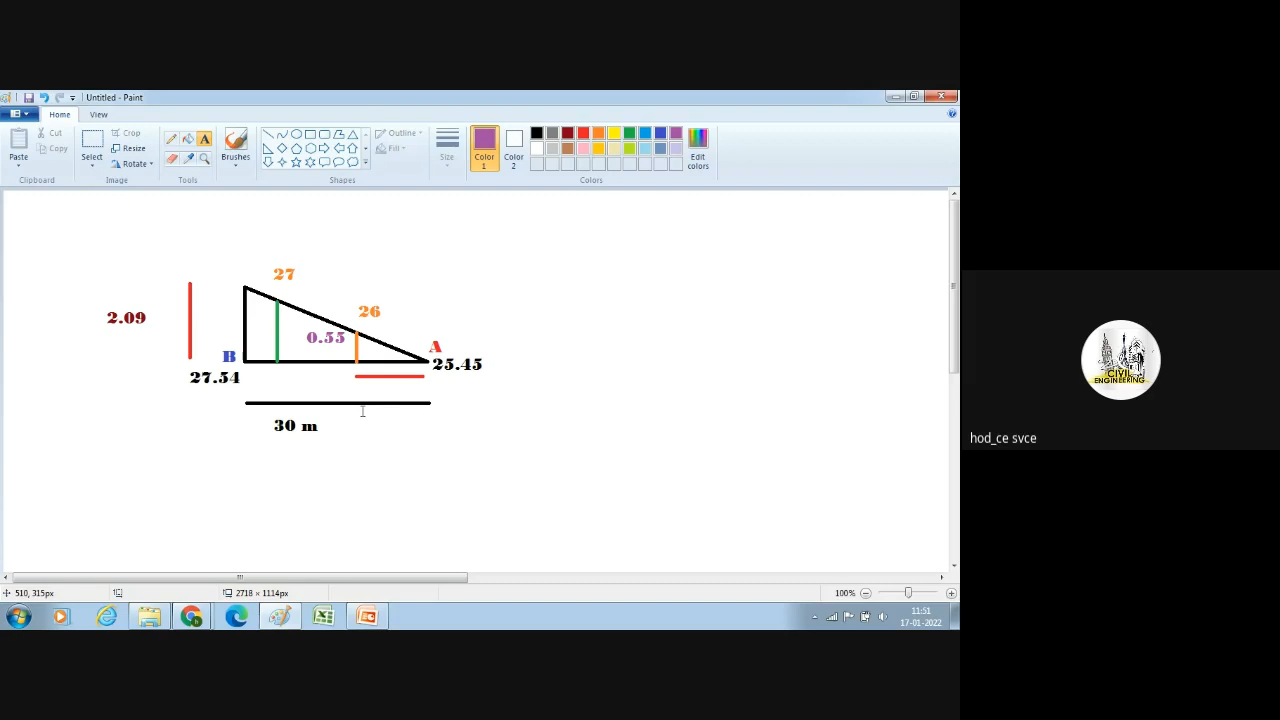 Untitled - Paint
Home
View
Paste
Cut
Copy
Clipboard
Select
Crop
Resize
Rotate
Image
A
Tools
Brushes
Outline
Fill
Shapes
Size
Color
1
Color
2
Edit
colors
Colors
27
2.09
26
0.55
B
A
25.45
27.54
30 m
CIVIL
ENGINEERING
hod_ce svce
510, 315px
2718 × 1114px
100%
11:51
17-01-2022